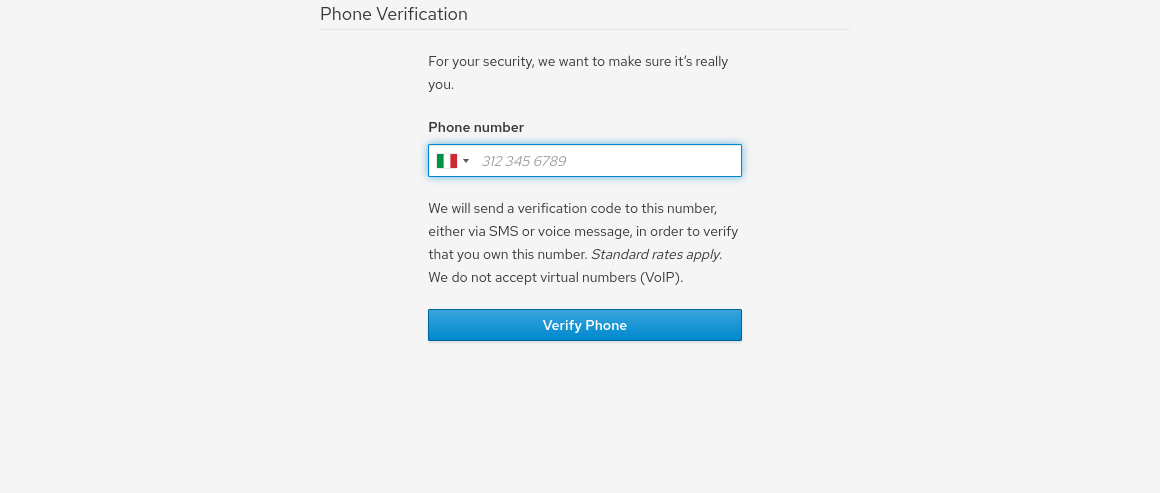 Phone Verification
For your security, we want to make sure it’s really
you.
Phone number
312 345 6789
We will send a verification code to this number,
either via SMS or voice message, in order to verify
that you own this number. Standard rates apply.
We do not accept virtual numbers (VoIP).
Verify Phone